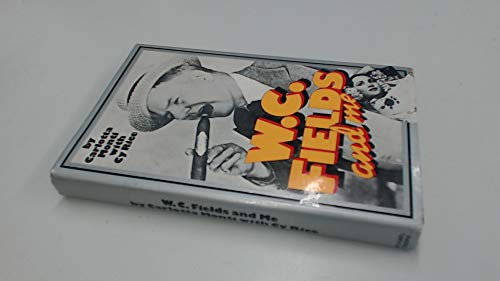 W.C.
FIELDS
and me
by
Carlotta
Monti
with
Cy Rice
W. C. Fields and Me
by Carlotta Monti with Cy Rice